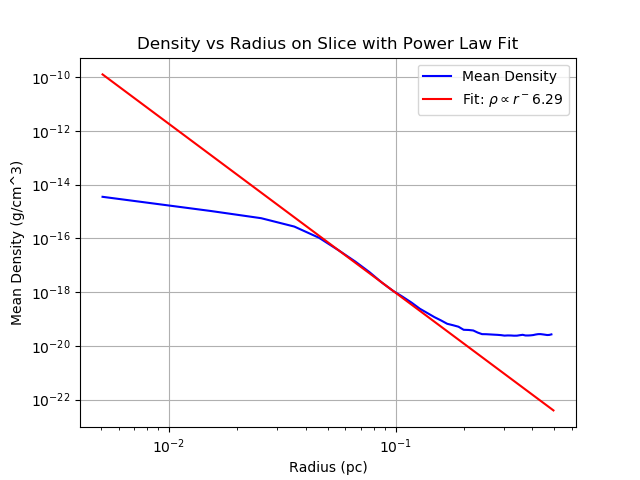 Density vs Radius on Slice with Power Law Fit
Mean Density
Fit: ρ ∝ r⁻6.29
Mean Density (g/cm^3)
10⁻¹⁰
10⁻¹²
10⁻¹⁴
10⁻¹⁶
10⁻¹⁸
10⁻²⁰
10⁻²²
10⁻² 10⁻¹
Radius (pc)